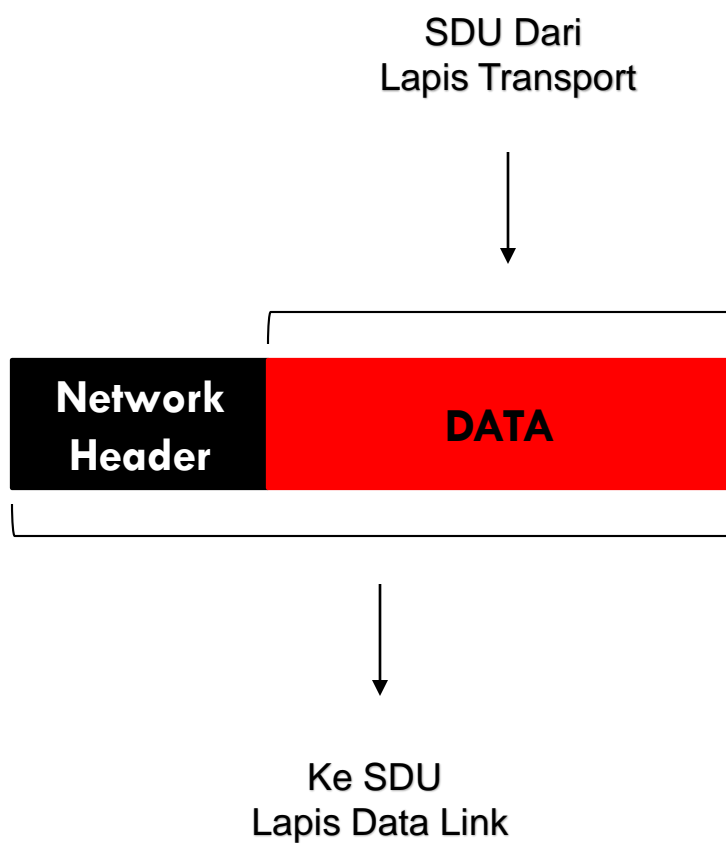 SDU Dari
Lapis Transport
Network
Header
DATA
Ke SDU
Lapis Data Link